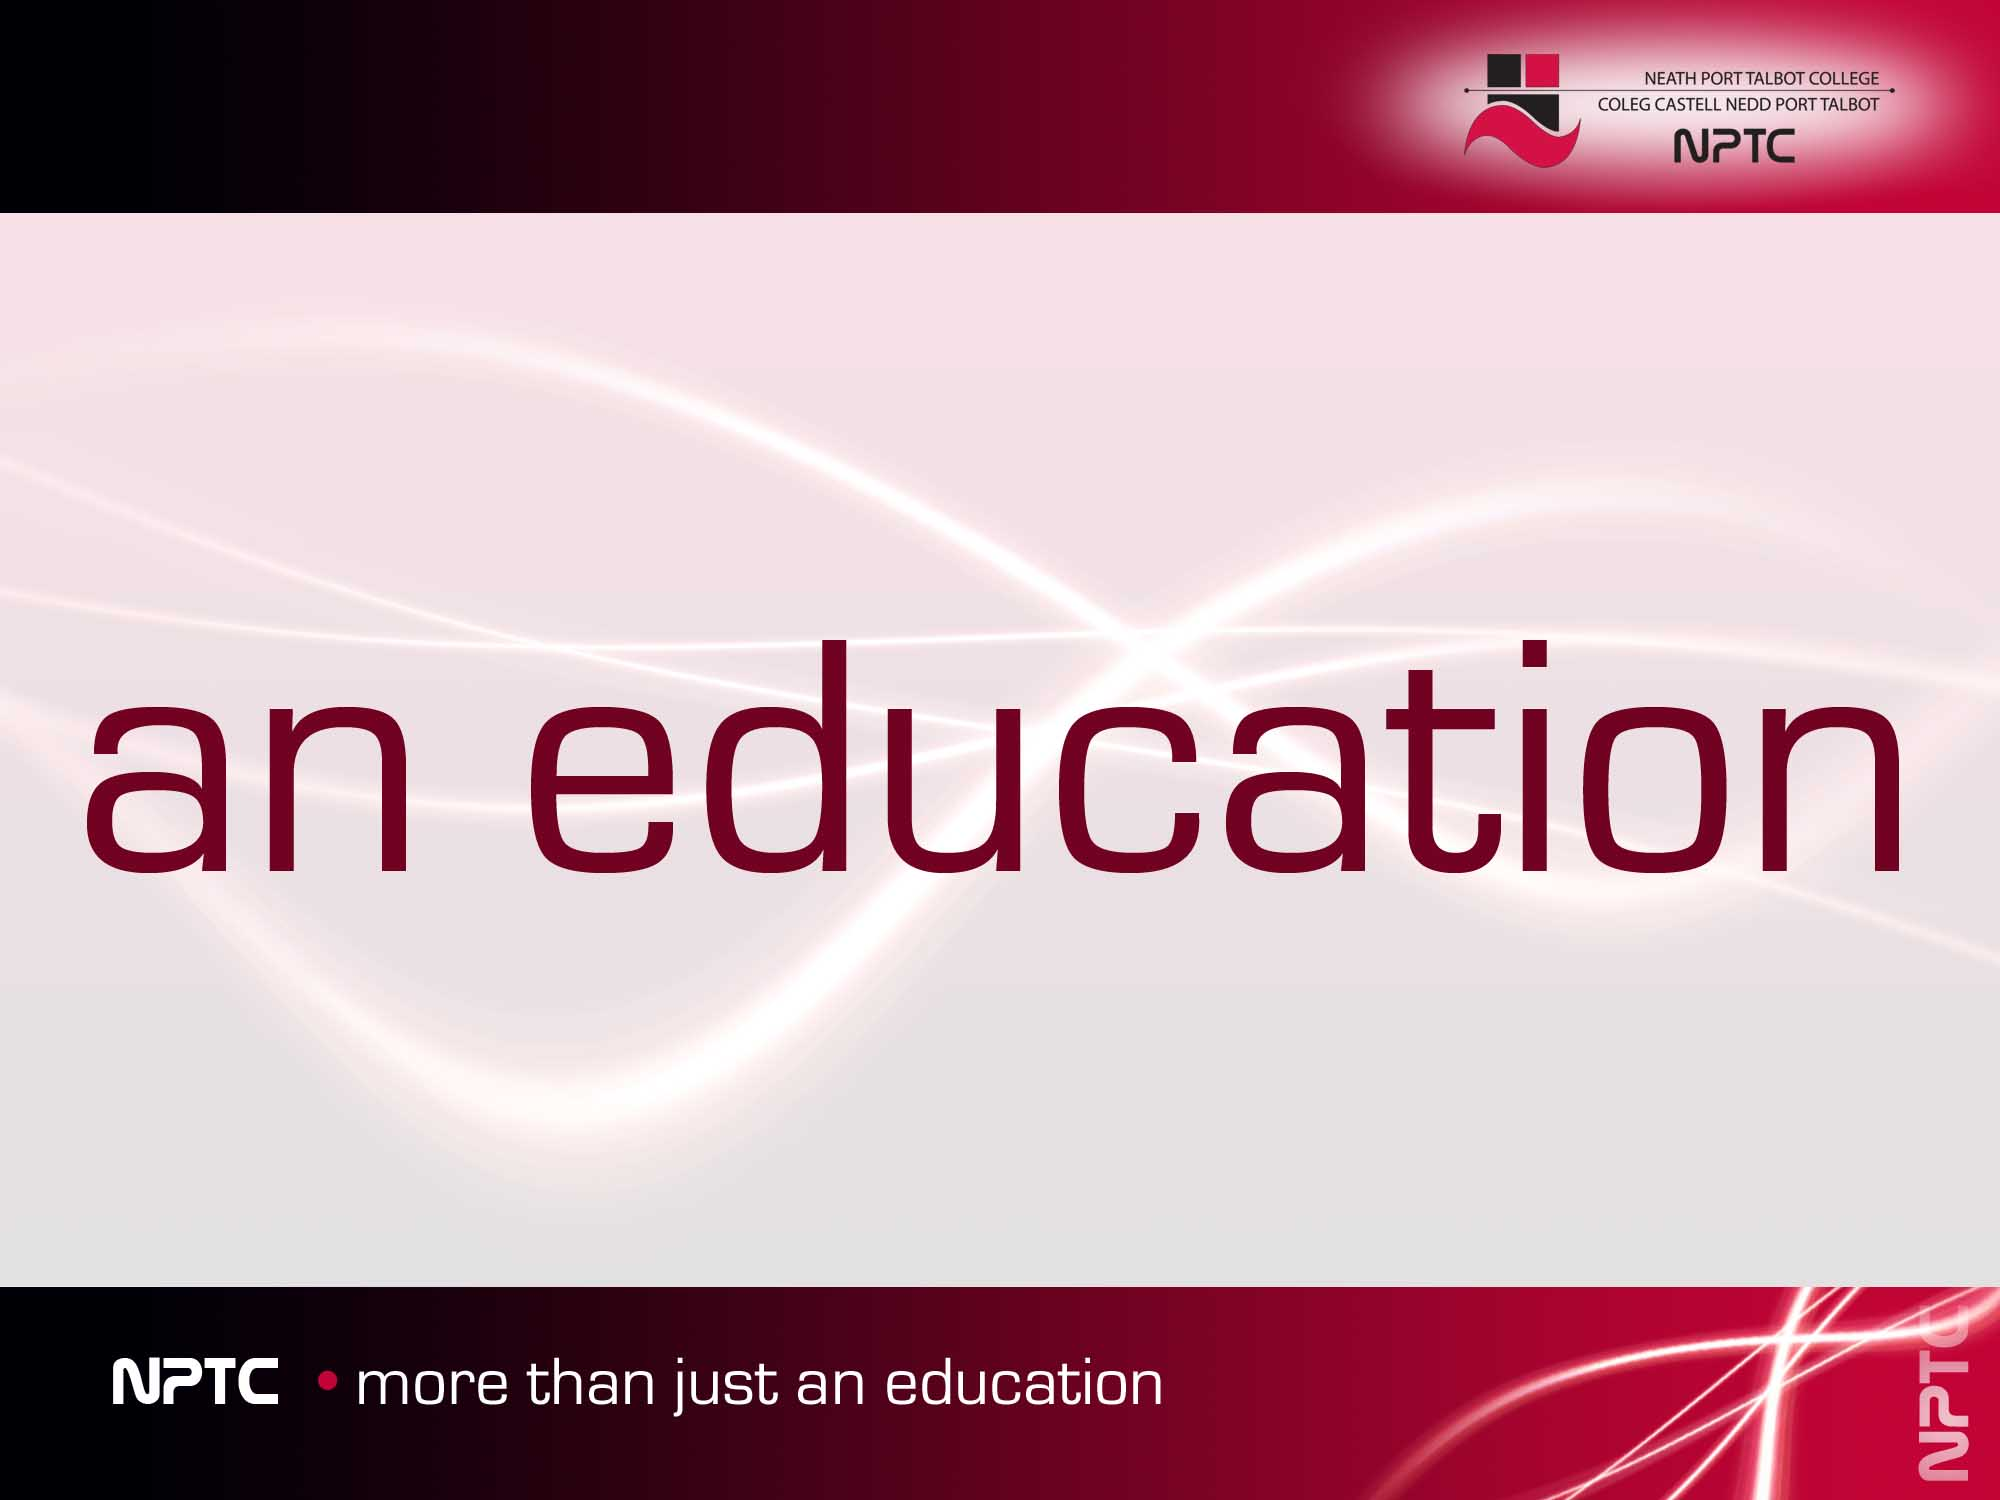 NEATH PORT TALBOT COLLEGE
COLEG CASTELL NEDD PORT TALBOT
NPTC
an education
NPTC • more than just an education
NPTC